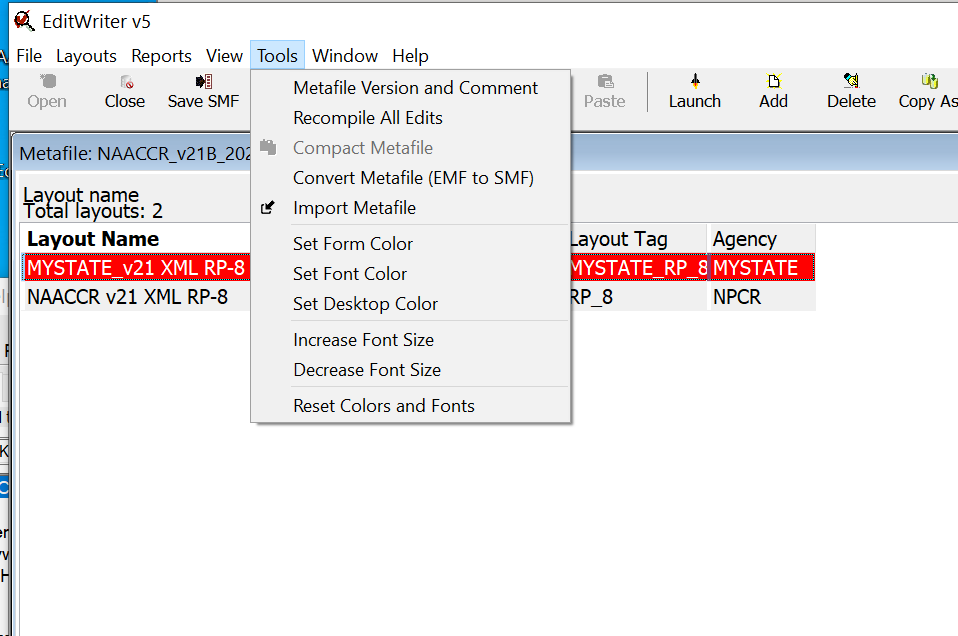 EditWriter v5
File Layouts Reports View Tools Window Help
Open Close Save SMF Paste Launch Add Delete Copy As
Metafile: NAACCR_v21B_202
Layout name
Total layouts: 2
Layout Name Layout Tag Agency
MYSTATE_v21 XML RP-8 MYSTATE_RP_8 MYSTATE
NAACCR v21 XML RP-8 RP_8 NPCR
Metafile Version and Comment
Recompile All Edits
Compact Metafile
Convert Metafile (EMF to SMF)
Import Metafile
Set Form Color
Set Font Color
Set Desktop Color
Increase Font Size
Decrease Font Size
Reset Colors and Fonts